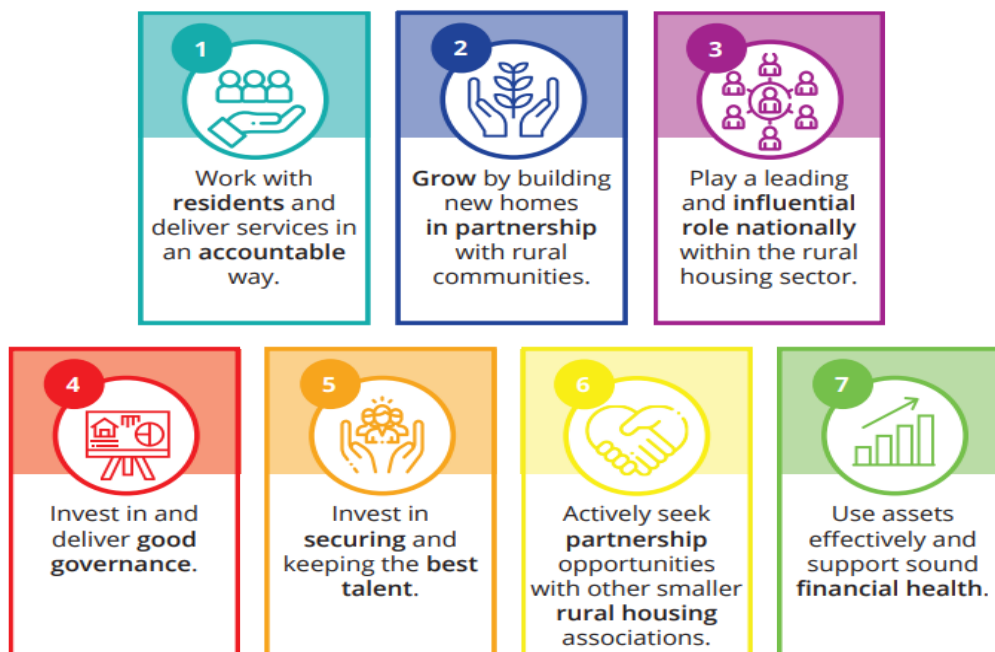 1
Work with
residents and
deliver services in
an accountable
way.
2
Grow by building
new homes
in partnership
with rural
communities.
3
Play a leading
and influential
role nationally
within the rural
housing sector.
4
Invest in and
deliver good
governance.
5
Invest in
securing and
keeping the best
talent.
6
Actively seek
partnership
opportunities
with other smaller
rural housing
associations.
7
Use assets
effectively and
support sound
financial health.